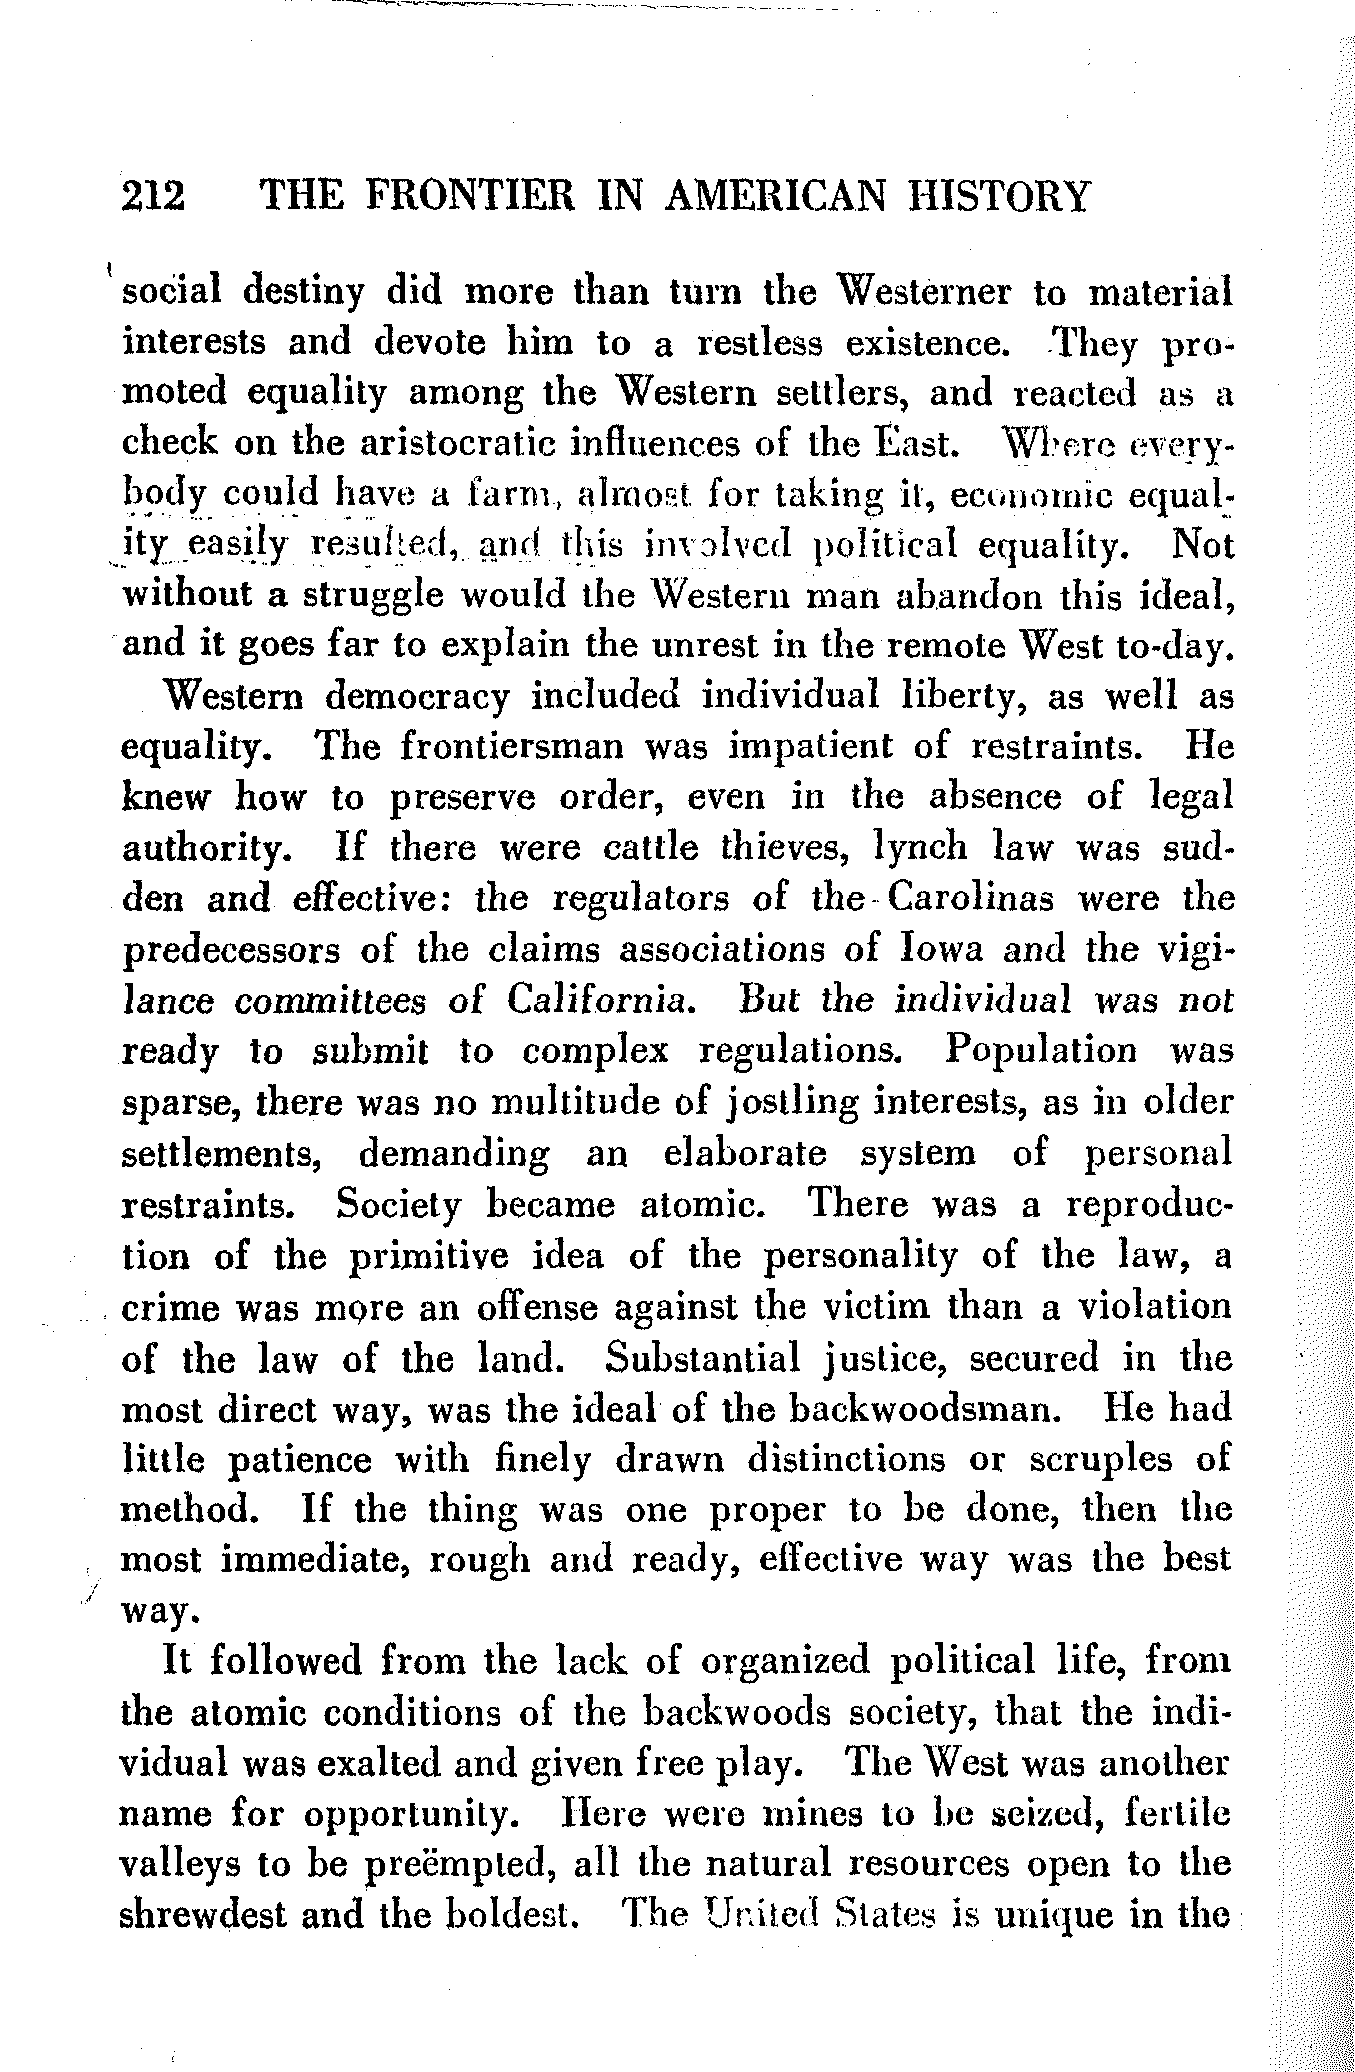 212 THE FRONTIER IN AMERICAN HISTORY
social destiny did more than turn the Westerner to material
interests and devote him to a restless existence. They pro-
moted equality among the Western settlers, and reacted as a
check on the aristocratic influences of the East. Where every-
body could have a farm, almost for taking it, economic equal-
ity easily resulted, and this involved political equality. Not
without a struggle would the Western man abandon this ideal,
and it goes far to explain the unrest in the remote West to-day.
Western democracy included individual liberty, as well as
equality. The frontiersman was impatient of restraints. He
knew how to preserve order, even in the absence of legal
authority. If there were cattle thieves, lynch law was sud-
den and effective: the regulators of the Carolinas were the
predecessors of the claims associations of Iowa and the vigi-
lance committees of California. But the individual was not
ready to submit to complex regulations. Population was
sparse, there was no multitude of jostling interests, as in older
settlements, demanding an elaborate system of personal
restraints. Society became atomic. There was a reproduc-
tion of the primitive idea of the personality of the law, a
crime was more an offense against the victim than a violation
of the law of the land. Substantial justice, secured in the
most direct way, was the ideal of the backwoodsman. He had
little patience with finely drawn distinctions or scruples of
method. If the thing was one proper to be done, then the
most immediate, rough and ready, effective way was the best
way.
It followed from the lack of organized political life, from
the atomic conditions of the backwoods society, that the indi-
vidual was exalted and given free play. The West was another
name for opportunity. Here were mines to be seized, fertile
valleys to be preëmpted, all the natural resources open to the
shrewdest and the boldest. The United States is unique in the